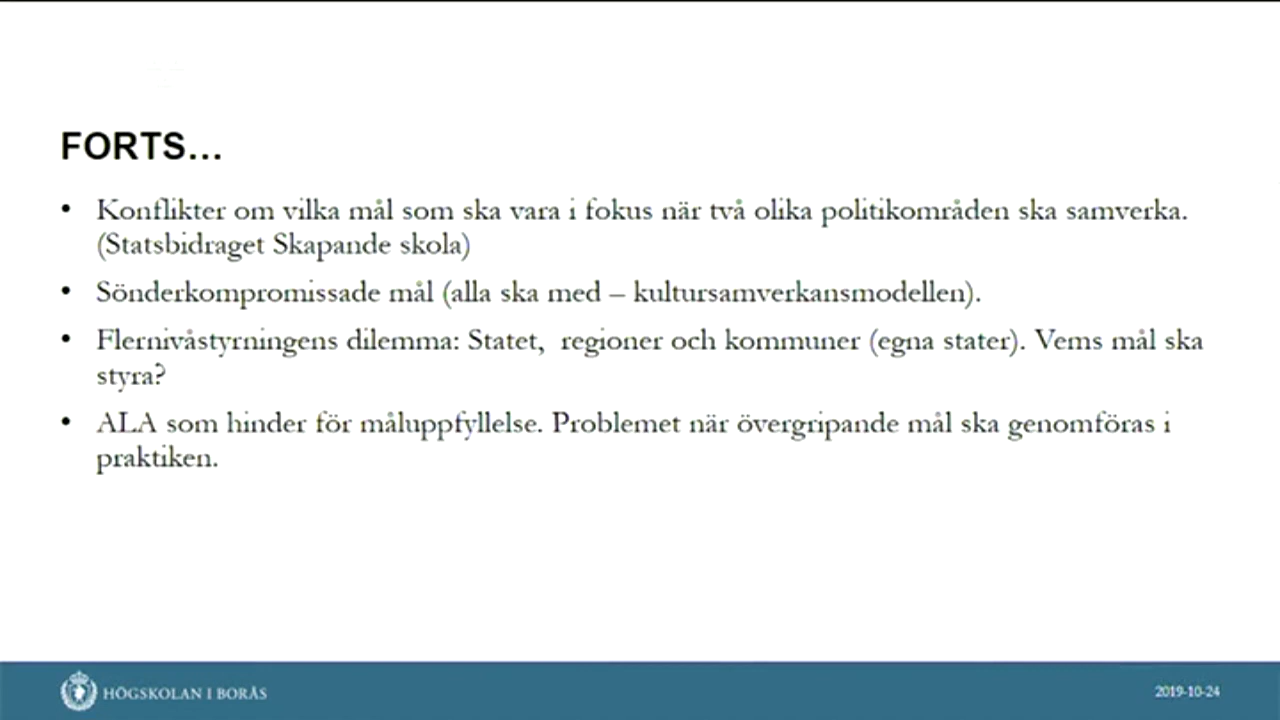 FORTS...
• Konflikter om vilka mål som ska vara i fokus när två olika politikområden ska samverka.
(Statsbidraget Skapande skola)
• Sönderkompromissade mål (alla ska med – kultursamverkansmodellen).
• Flernivåstyrningens dilemma: Statet,  regioner och kommuner (egna stater). Vems mål ska
styra?
• ALA som hinder för måluppfyllelse. Problemet när övergripande mål ska genomföras i
praktiken.
HÖGSKOLAN I BORÅS
2019-10-24